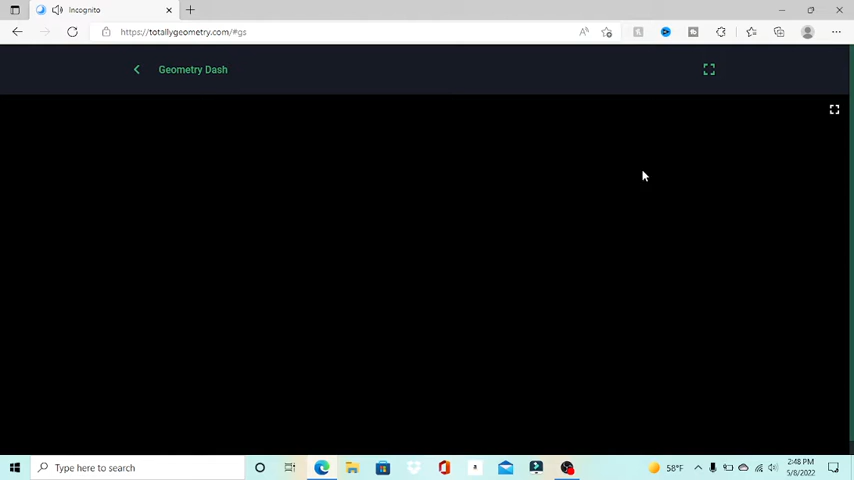 Incognito
https://totallygeometry.com/#gs
Geometry Dash
Type here to search
58°F
2:48 PM
5/8/2022